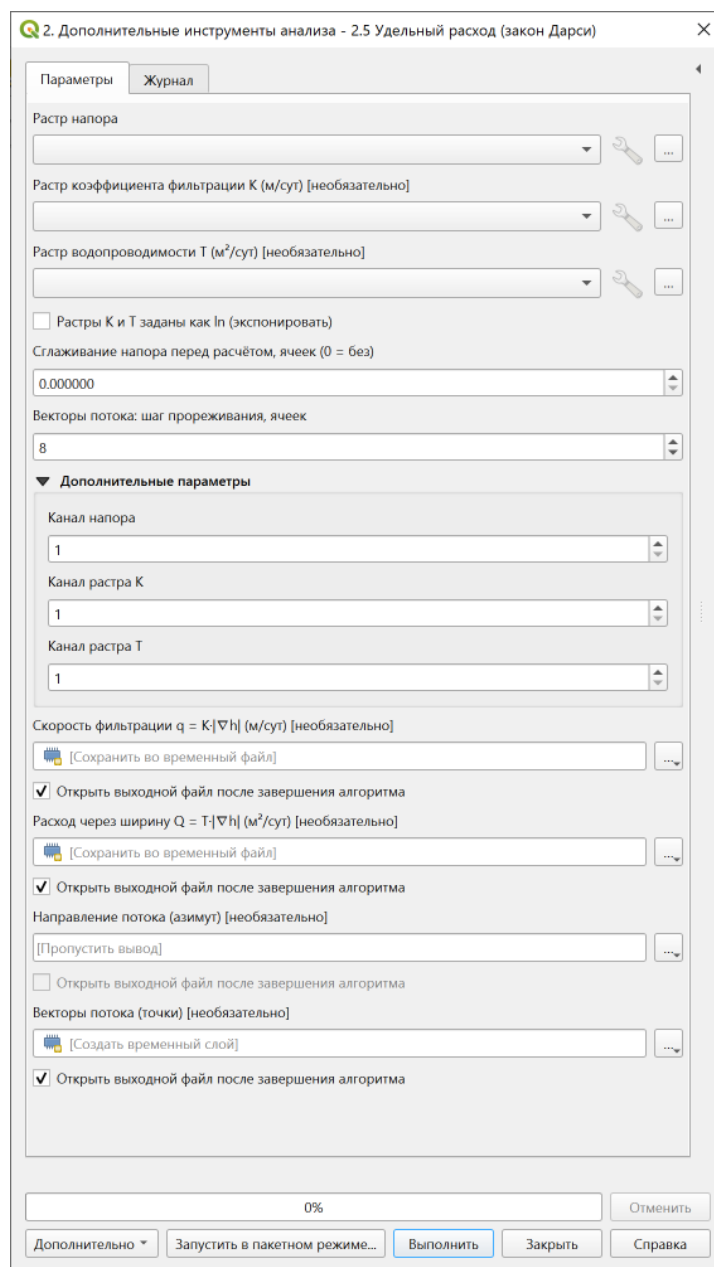 2. Дополнительные инструменты анализа - 2.5 Удельный расход (закон Дарси)
Параметры
Журнал
Растр напора
...
Растр коэффициента фильтрации K (м/сут) [необязательно]
...
Растр водопроводимости T (м²/сут) [необязательно]
...
Растры K и T заданы как ln (экспонировать)
Сглаживание напора перед расчётом, ячеек (0 = без)
0.000000
Векторы потока: шаг прореживания, ячеек
8
Дополнительные параметры
Канал напора
1
Канал растра K
1
Канал растра T
1
Скорость фильтрации q = K·|∇h| (м/сут) [необязательно]
[Сохранить во временный файл]
...
Открыть выходной файл после завершения алгоритма
Расход через ширину Q = T·|∇h| (м²/сут) [необязательно]
[Сохранить во временный файл]
...
Открыть выходной файл после завершения алгоритма
Направление потока (азимут) [необязательно]
[Пропустить вывод]
...
Открыть выходной файл после завершения алгоритма
Векторы потока (точки) [необязательно]
[Создать временный слой]
...
Открыть выходной файл после завершения алгоритма
0%
Отменить
Дополнительно
Запустить в пакетном режиме...
Выполнить
Закрыть
Справка